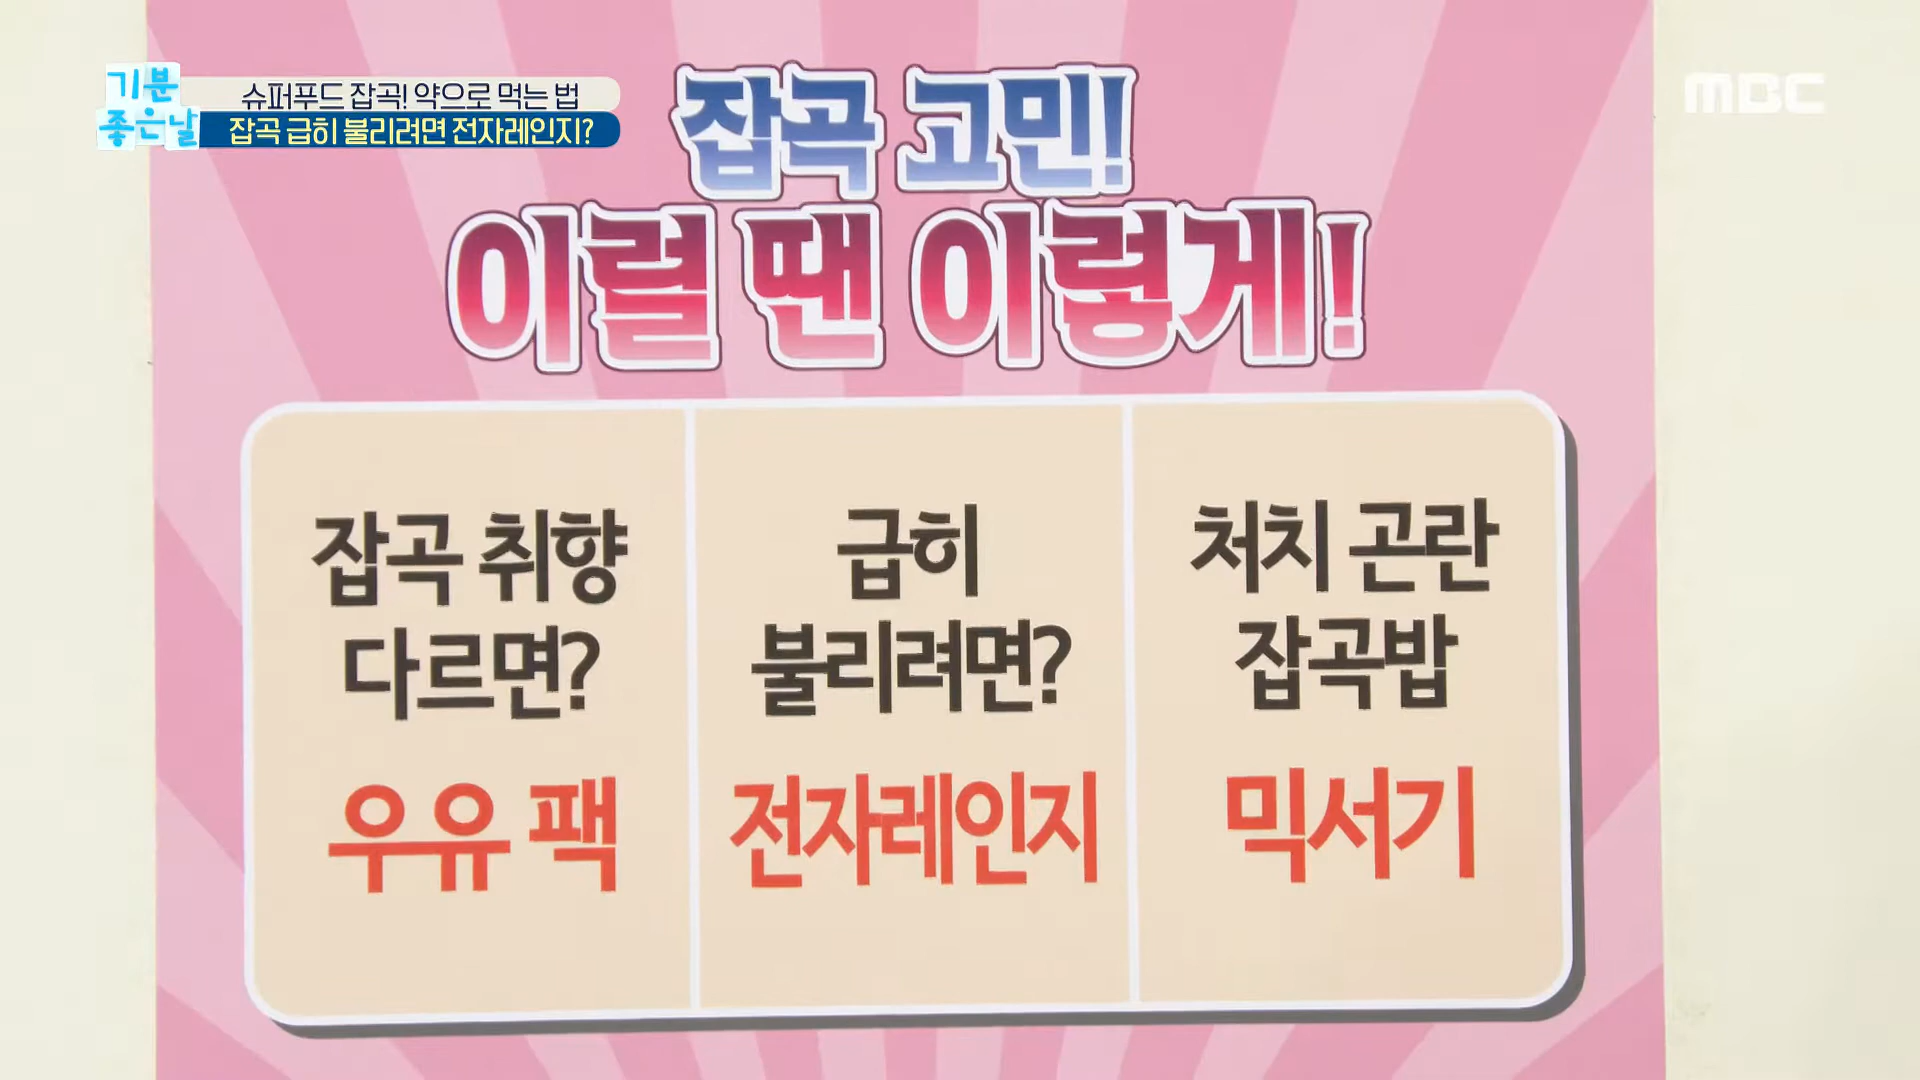 기분
좋은날
슈퍼푸드 잡곡! 약으로 먹는 법
잡곡 급히 불리려면 전자레인지?
MBC
잡곡 고민!
이럴 땐 이렇게!
잡곡 취향
다르면?
우유 팩
급히
불리려면?
전자레인지
처치 곤란
잡곡밥
믹서기